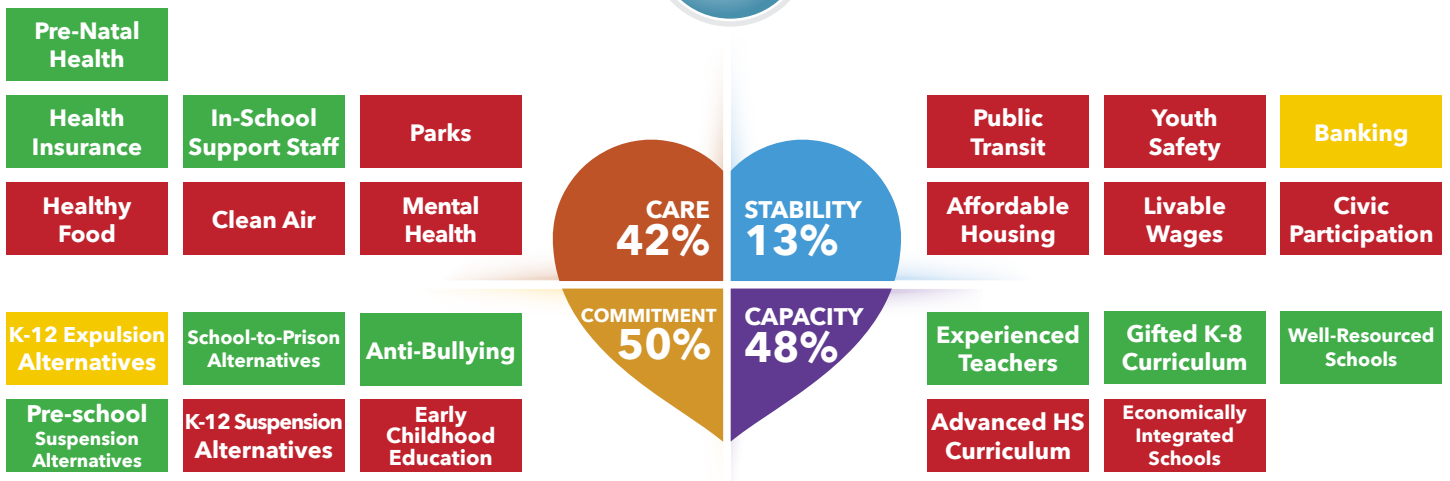 Pre-Natal
Health
Health
Insurance
In-School
Support Staff
Parks
Healthy
Food
Clean Air
Mental
Health
CARE
42%
STABILITY
13%
Public
Transit
Youth
Safety
Banking
Affordable
Housing
Livable
Wages
Civic
Participation
K-12 Expulsion
Alternatives
School-to-Prison
Alternatives
Anti-Bullying
Pre-school
Suspension
Alternatives
K-12 Suspension
Alternatives
Early
Childhood
Education
COMMITMENT
50%
CAPACITY
48%
Experienced
Teachers
Gifted K-8
Curriculum
Well-Resourced
Schools
Advanced HS
Curriculum
Economically
Integrated
Schools